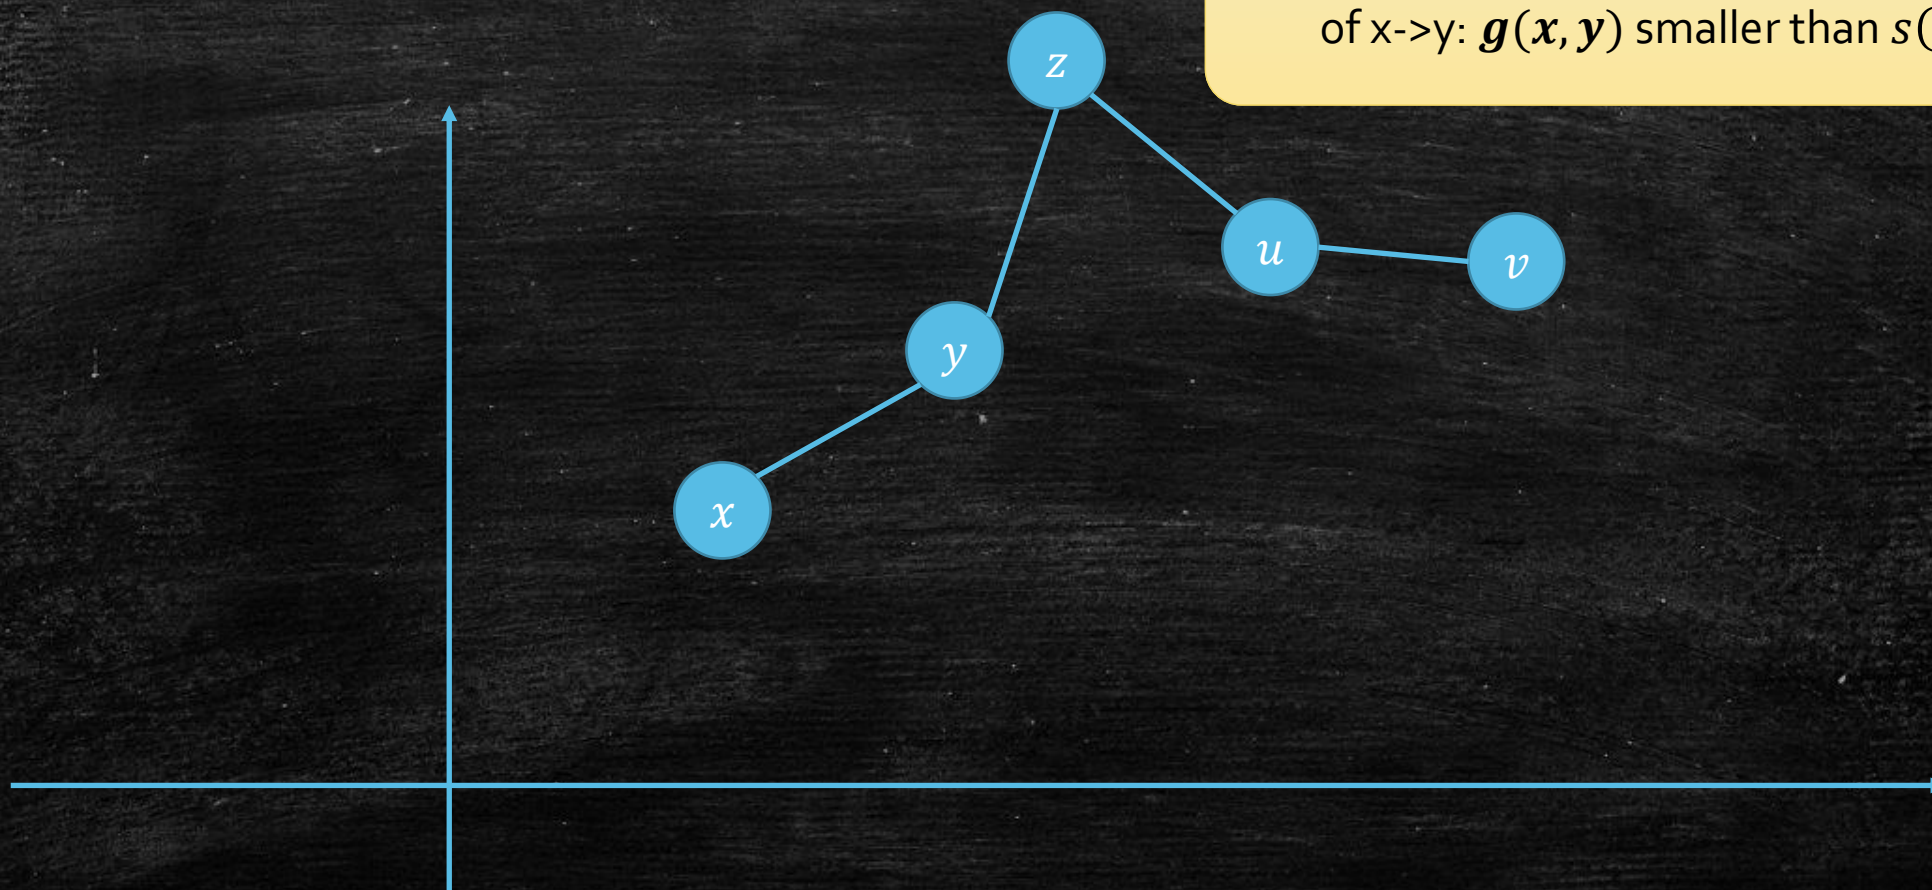 z
of x->y: g(x, y) smaller than s(
u
v
y
x